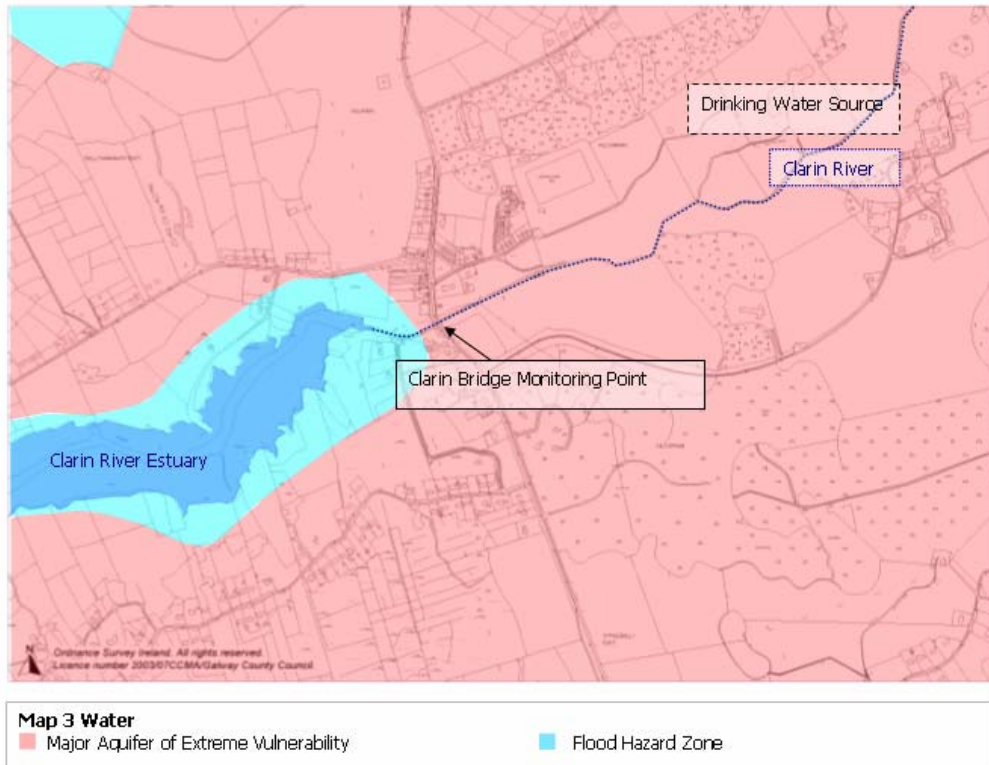 Drinking Water Source
Clarin River
Clarin Bridge Monitoring Point
Clarin River Estuary
N
Ordnance Survey Ireland. All rights reserved.
Licence number 2003/07CCMA/Galway County Council
Map 3 Water
Major Aquifer of Extreme Vulnerability
Flood Hazard Zone